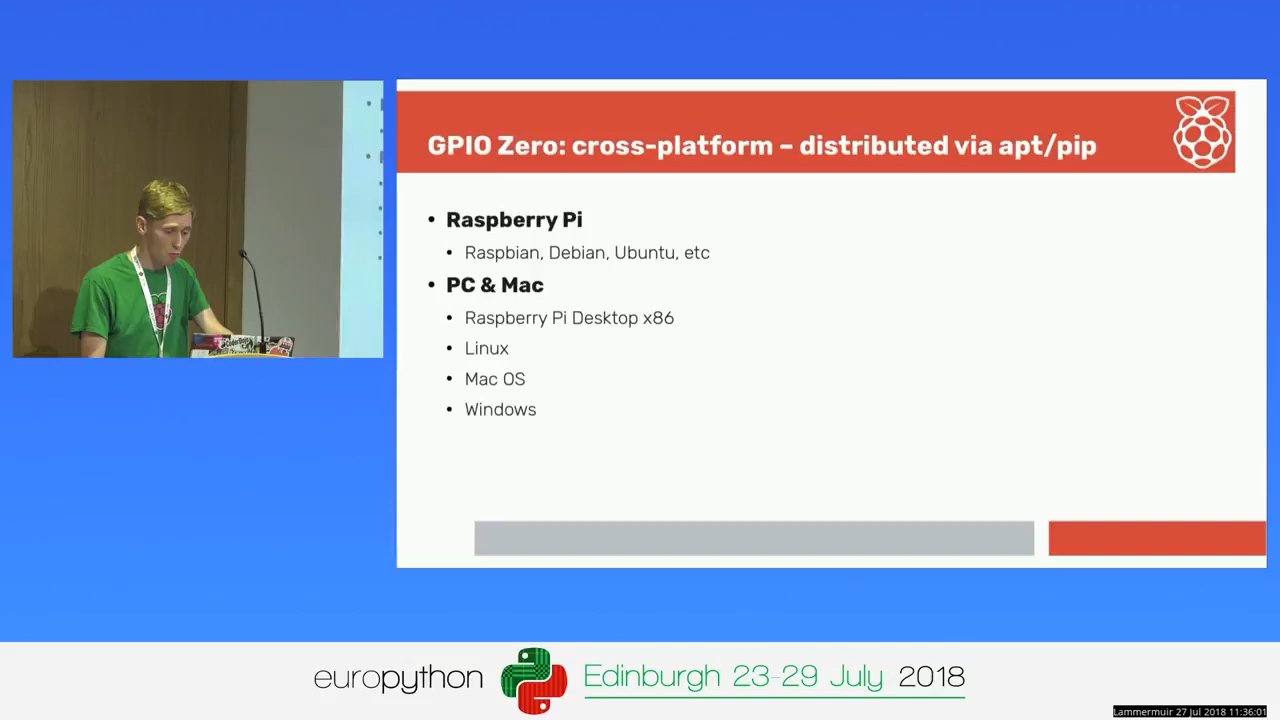 GPIO Zero: cross-platform – distributed via apt/pip
• Raspberry Pi
• Raspbian, Debian, Ubuntu, etc
• PC & Mac
• Raspberry Pi Desktop x86
• Linux
• Mac OS
• Windows
europython Edinburgh 23-29 July 2018
Lammermuir 27 Jul 2018 11:36:01